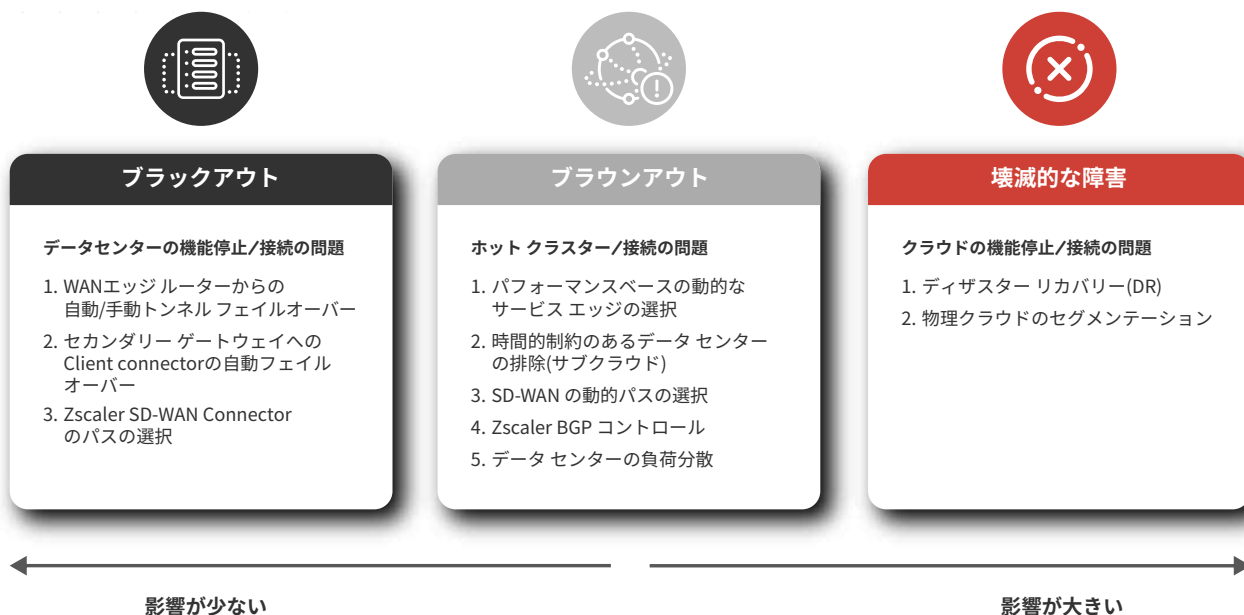 ブラックアウト
データセンターの機能停止/接続の問題
1. WANエッジ ルーターからの
自動/手動トンネル フェイルオーバー
2. セカンダリー ゲートウェイへの
Client connectorの自動フェイル
オーバー
3. Zscaler SD-WAN Connector
のパスの選択
ブラウンアウト
ホット クラスター/接続の問題
1. パフォーマンスベースの動的な
サービス エッジの選択
2. 時間的制約のあるデータ センター
の排除(サブクラウド)
3. SD-WAN の動的パスの選択
4. Zscaler BGP コントロール
5. データ センターの負荷分散
壊滅的な障害
クラウドの機能停止/接続の問題
1. ディザスター リカバリー(DR)
2. 物理クラウドのセグメンテーション
影響が少ない
影響が大きい